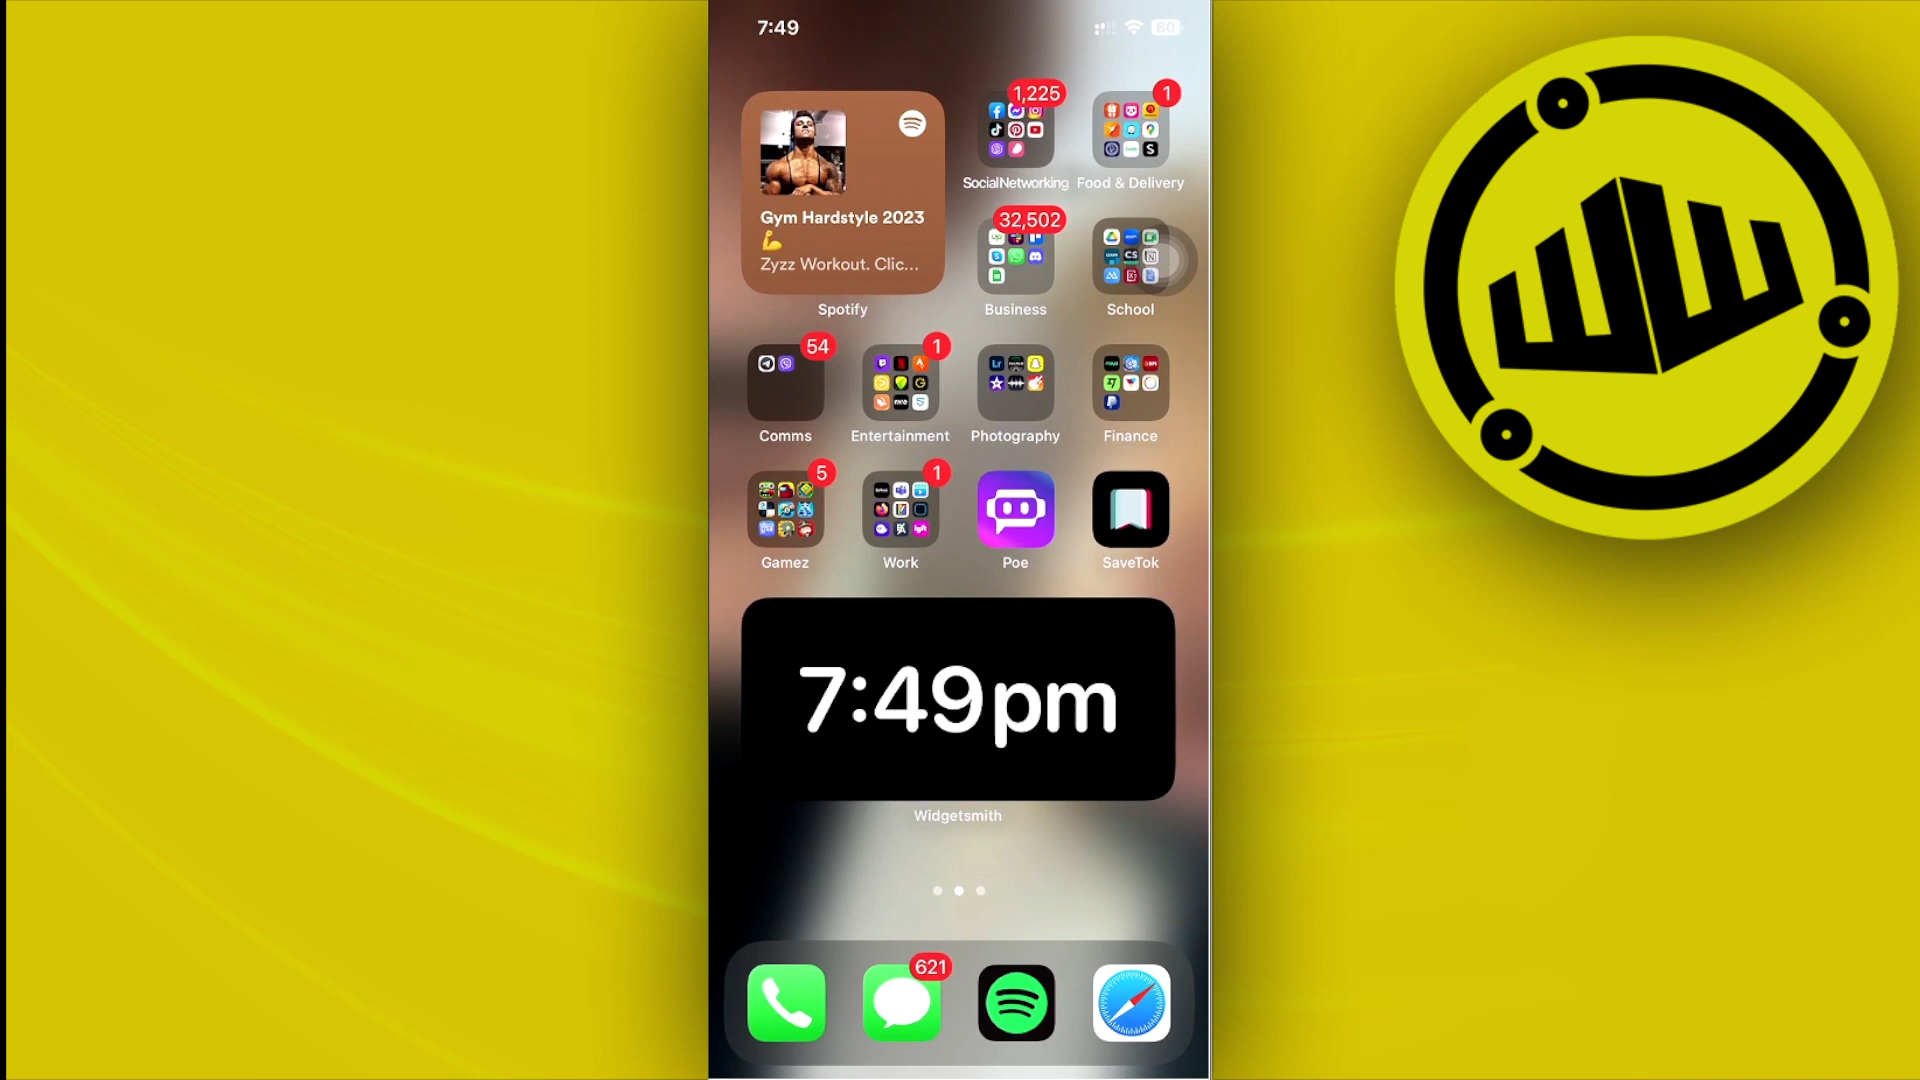 7:49
80
1,225
1
Gym Hardstyle 2023
Zyzz Workout. Clic...
Spotify
SocialNetworking
Food & Delivery
32,502
Business
School
54
1
Comms
Entertainment
Photography
Finance
5
1
Gamez
Work
Poe
SaveTok
7:49pm
Widgetsmith
621